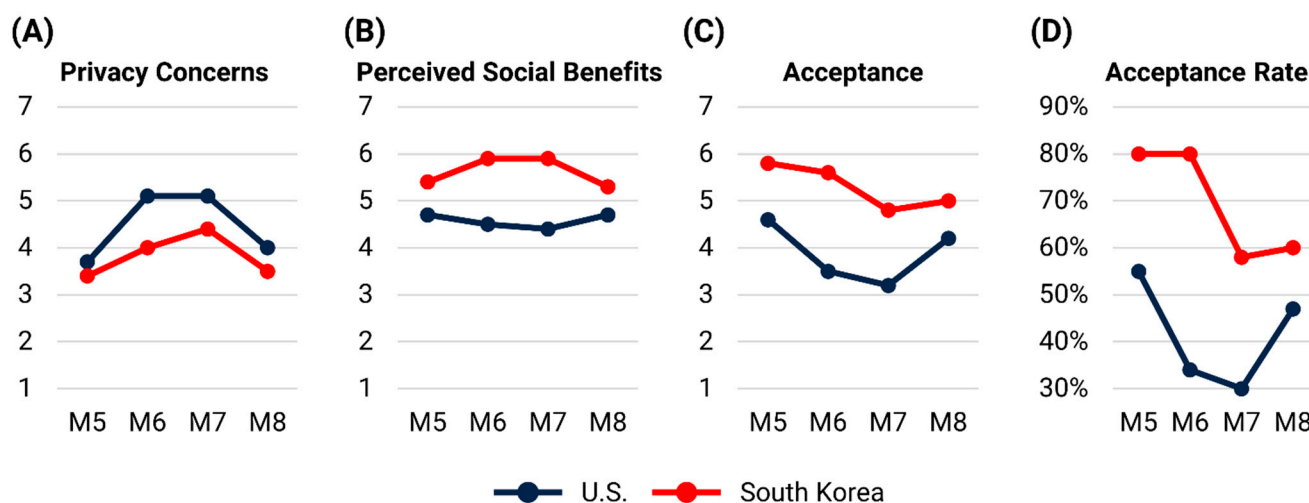 (A) (B) (C) (D)
Privacy Concerns Perceived Social Benefits Acceptance Acceptance Rate
7 7 7 90%
6 6 6 80%
5 5 5 70%
4 4 4 60%
3 3 3 50%
2 2 2 40%
1 1 1 30%
M5 M6 M7 M8 M5 M6 M7 M8 M5 M6 M7 M8 M5 M6 M7 M8
U.S. South Korea